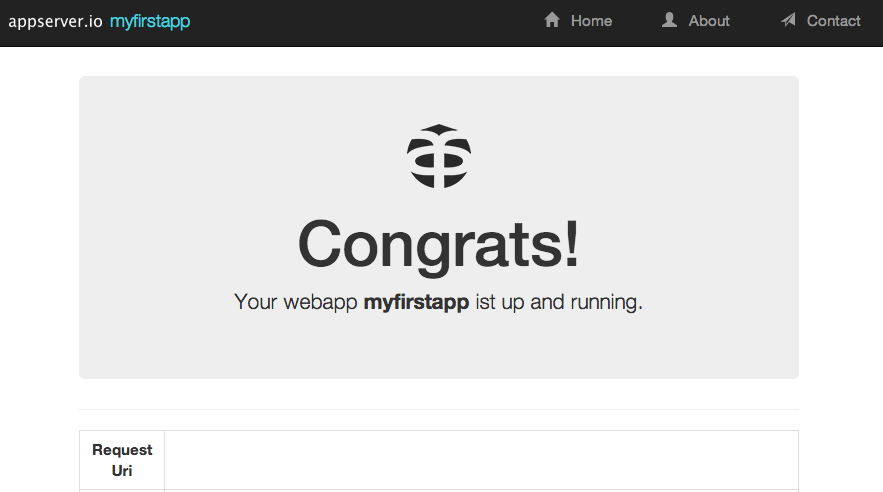 appserver.io myfirstapp Home About Contact
Congrats!
Your webapp myfirstapp ist up and running.
Request
Uri